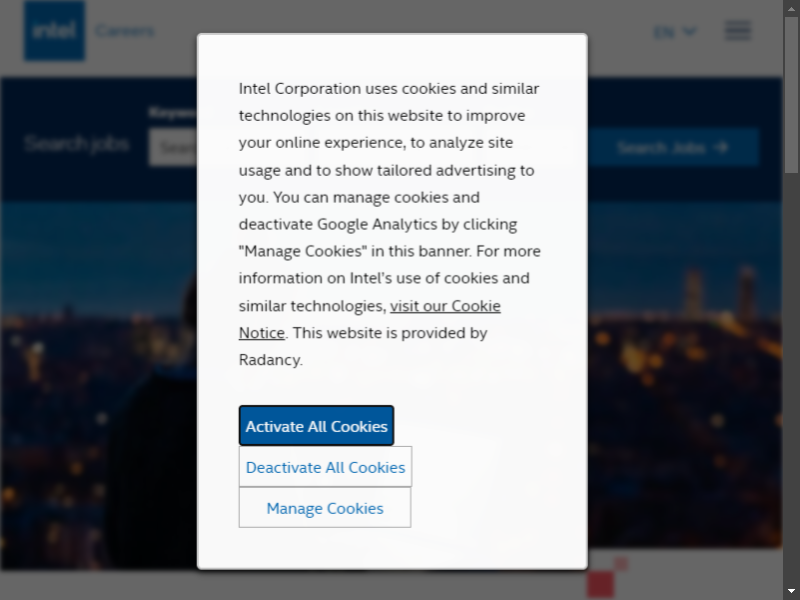 intel Careers EN
Keywo
Search jobs Sear Search Jobs →
Intel Corporation uses cookies and similar
technologies on this website to improve
your online experience, to analyze site
usage and to show tailored advertising to
you. You can manage cookies and
deactivate Google Analytics by clicking
"Manage Cookies" in this banner. For more
information on Intel's use of cookies and
similar technologies, visit our Cookie
Notice. This website is provided by
Radancy.
Activate All Cookies
Deactivate All Cookies
Manage Cookies